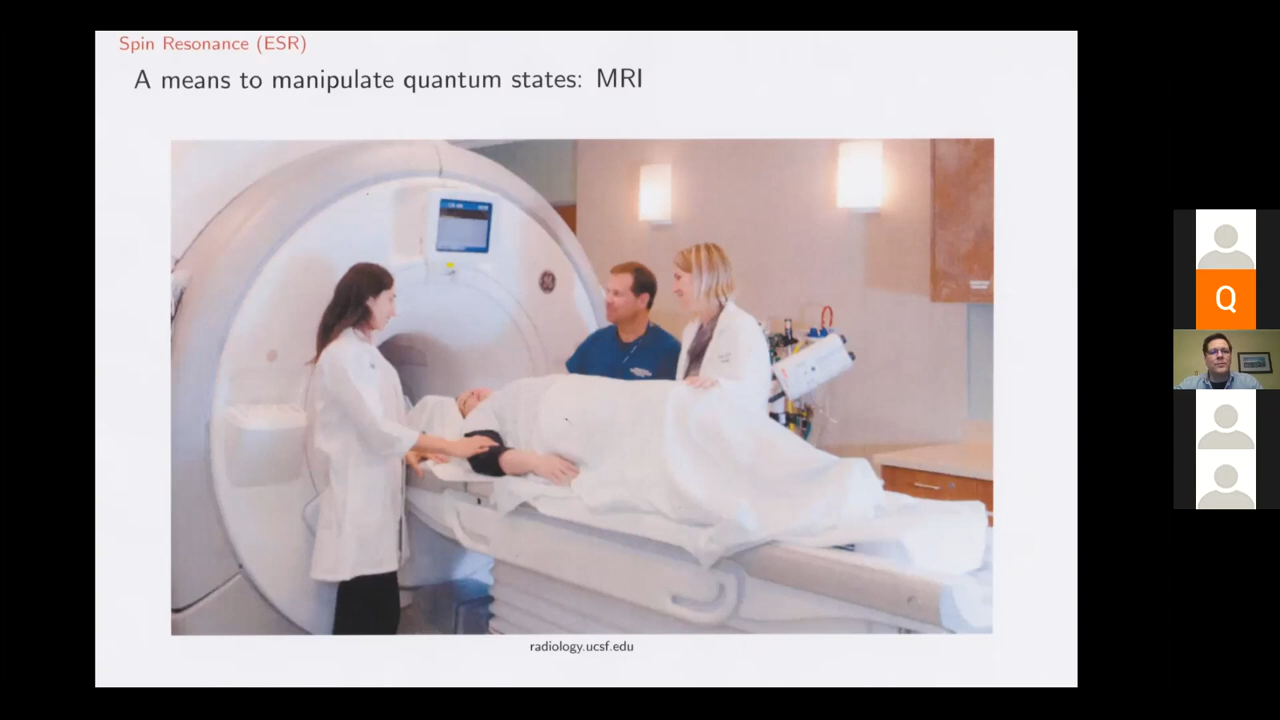 Spin Resonance (ESR)
A means to manipulate quantum states: MRI
radiology.ucsf.edu
Q